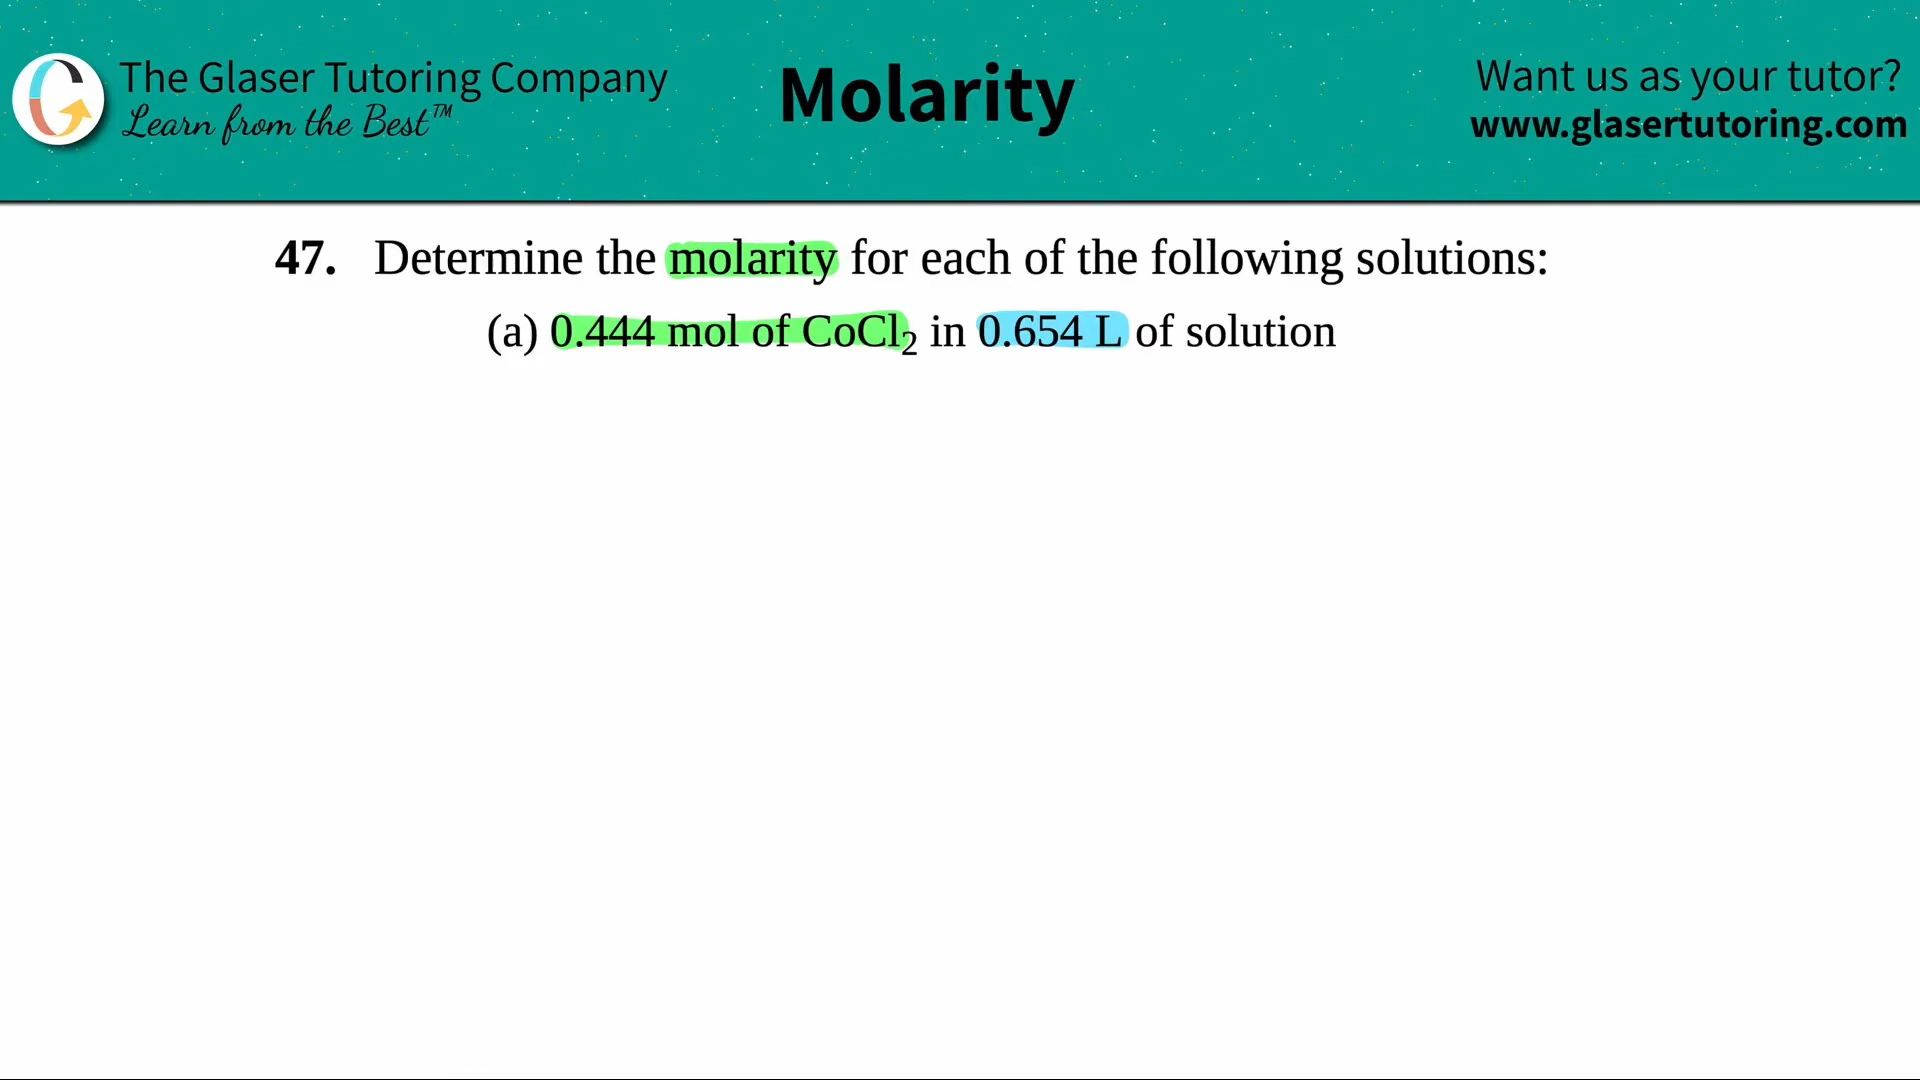 The Glaser Tutoring Company
Learn from the Best™
Molarity
Want us as your tutor?
www.glasertutoring.com
47. Determine the molarity for each of the following solutions:
(a) 0.444 mol of CoCl₂ in 0.654 L of solution